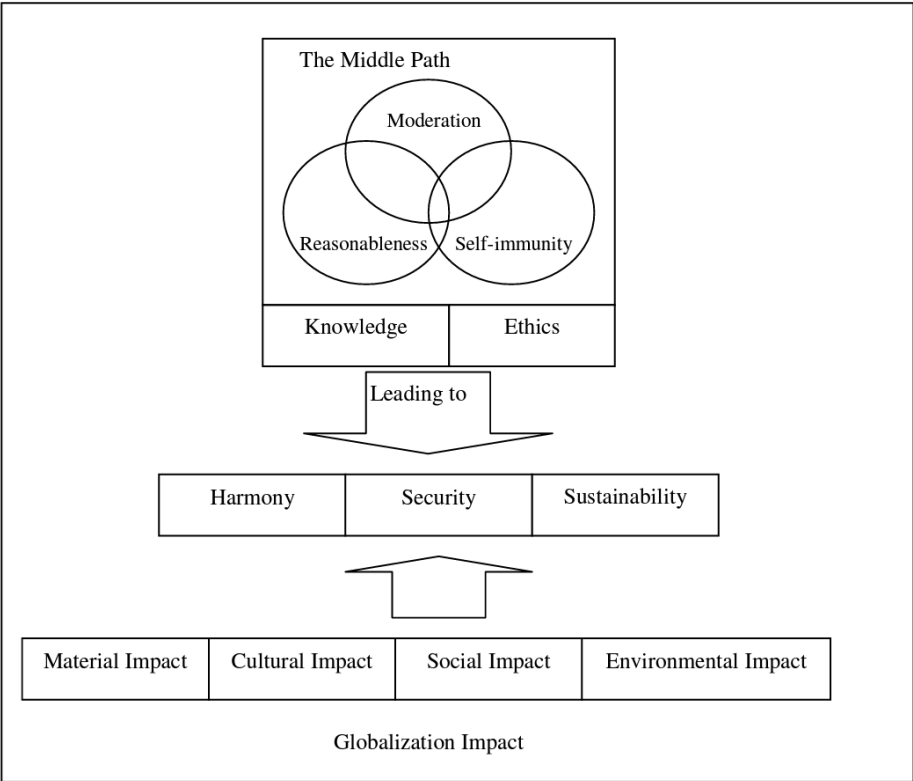 The Middle Path
Moderation
Reasonableness Self-immunity
Knowledge Ethics
Leading to
Harmony Security Sustainability
Material Impact Cultural Impact Social Impact Environmental Impact
Globalization Impact